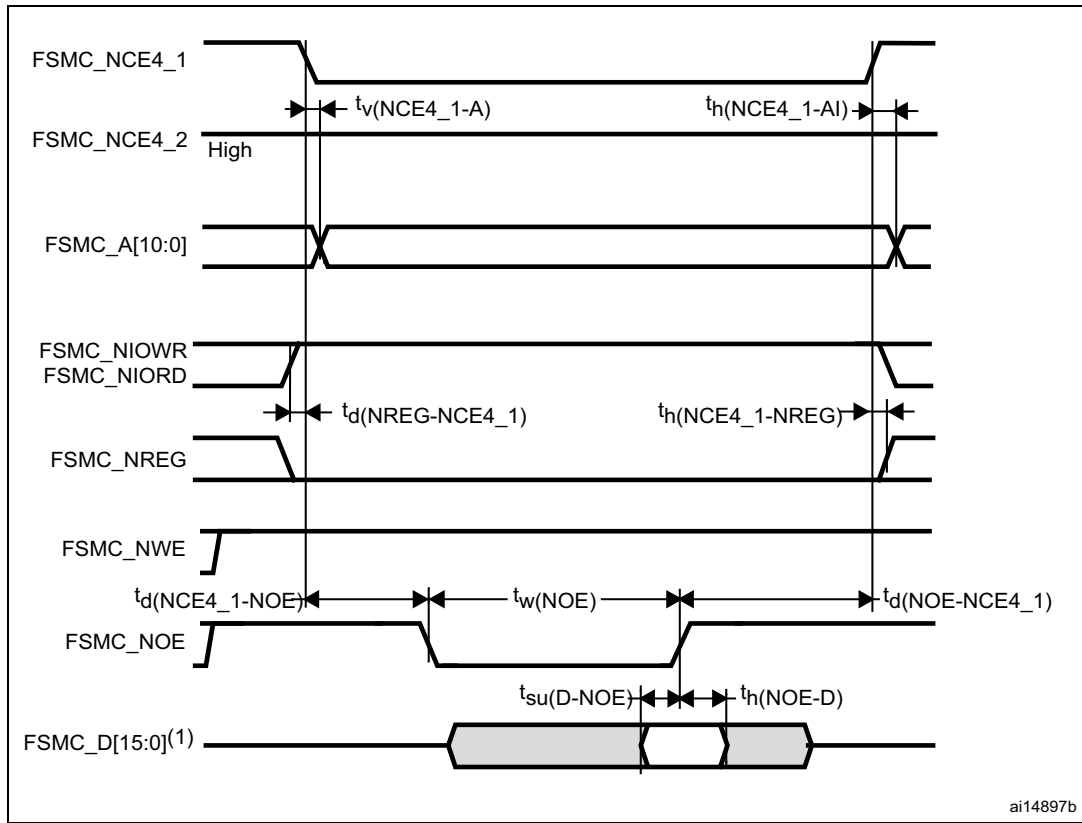 FSMC_NCE4_1
tv(NCE4_1-A)
th(NCE4_1-AI)
FSMC_NCE4_2
High
FSMC_A[10:0]
FSMC_NIOWR
FSMC_NIORD
td(NREG-NCE4_1)
th(NCE4_1-NREG)
FSMC_NREG
FSMC_NWE
td(NCE4_1-NOE)
tw(NOE)
td(NOE-NCE4_1)
FSMC_NOE
tsu(D-NOE)
th(NOE-D)
FSMC_D[15:0](1)
ai14897b